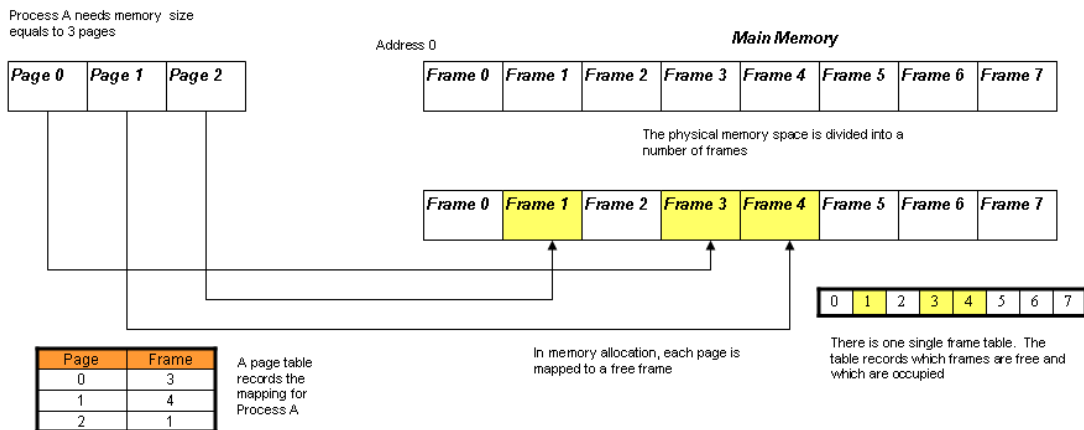 Process A needs memory size
equals to 3 pages
Address 0
Main Memory
Page 0 Page 1 Page 2
Frame 0 Frame 1 Frame 2 Frame 3 Frame 4 Frame 5 Frame 6 Frame 7
The physical memory space is divided into a
number of frames
Frame 0 Frame 1 Frame 2 Frame 3 Frame 4 Frame 5 Frame 6 Frame 7
0 1 2 3 4 5 6 7
There is one single frame table. The
table records which frames are free and
which are occupied
In memory allocation, each page is
mapped to a free frame
Page Frame
0 3
1 4
2 1
A page table
records the
mapping for
Process A